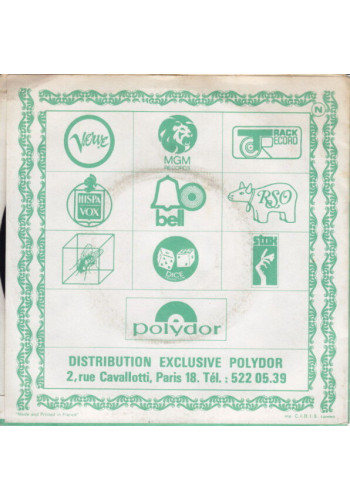 N
Verve
MGM
RECORDS
TRACK
RECORD
HISPA
VOX
bell
RSO
DICE
STAX
polydor
DISTRIBUTION EXCLUSIVE POLYDOR
2, rue Cavallotti, Paris 18. Tél. : 522 05.39
Made and Printed in France